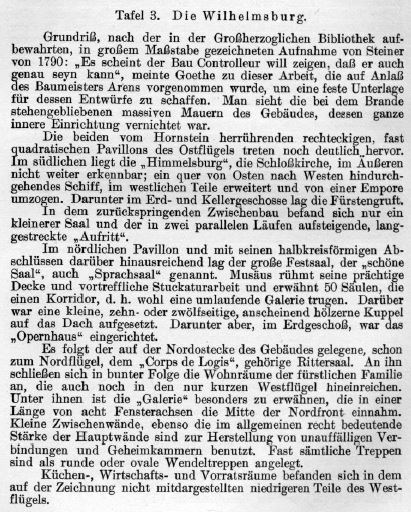 Tafel 3. Die Wilhelmsburg.
Grundriß, nach der in der Großherzoglichen Bibliothek auf-
bewahrten, in großem Maßstabe gezeichneten Aufnahme von Steiner
von 1790: „Es scheint der Bau Controlleur will zeigen, daß er auch
genau seyn kann", meinte Goethe zu dieser Arbeit, die auf Anlaß
des Baumeisters Arens vorgenommen wurde, um eine feste Unterlage
für dessen Entwürfe zu schaffen. Man sieht die bei dem Brande
stehengebliebenen massiven Mauern des Gebäudes, dessen ganze
innere Einrichtung vernichtet war.
Die beiden vom Hornstein herrührenden rechteckigen, fast
quadratischen Pavillons des Ostflügels treten noch deutlich hervor.
Im südlichen liegt die „Himmelsburg", die Schloßkirche, im Äußeren
nicht weiter erkennbar; ein quer von Osten nach Westen hindurch-
gehendes Schiff, im westlichen Teile erweitert und von einer Empore
umzogen. Darunter im Erd- und Kellergeschosse lag die Fürstengruft.
In dem zurückspringenden Zwischenbau befand sich nur ein
kleinerer Saal und der in zwei parallelen Läufen aufsteigende, lang-
gestreckte „Aufritt".
Im nördlichen Pavillon und mit seinen halbkreisförmigen Ab-
schlüssen darüber hinausreichend lag der große Festsaal, der „schöne
Saal", auch „Sprachsaal" genannt. Musäus rühmt seine prächtige
Decke und vortreffliche Stuckaturarbeit und erwähnt 50 Säulen, die
einen Korridor, d. h. wohl eine umlaufende Galerie trugen. Darüber
war eine kleine, zehn- oder zwölfseitige, anscheinend hölzerne Kuppel
auf das Dach aufgesetzt. Darunter aber, im Erdgeschoß, war das
„Opernhaus" eingerichtet.
Es folgt der auf der Nordostecke des Gebäudes gelegene, schon
zum Nordflügel, dem „Corps de Logis", gehörige Rittersaal. An ihn
schließen sich in bunter Folge die Wohnräume der fürstlichen Familie
an, die auch noch in den nur kurzen Westflügel hineinreichen.
Unter ihnen ist die „Galerie" besonders zu erwähnen, die in einer
Länge von acht Fensterachsen die Mitte der Nordfront einnahm.
Kleine Zwischenwände, ebenso die im allgemeinen recht bedeutende
Stärke der Hauptwände sind zur Herstellung von unauffälligen Ver-
bindungen und Geheimkammern benutzt. Fast sämtliche Treppen
sind als runde oder ovale Wendeltreppen angelegt.
Küchen-, Wirtschafts- und Vorratsräume befanden sich in dem
auf der Zeichnung nicht mitdargestellten niedrigeren Teile des West-
flügels.